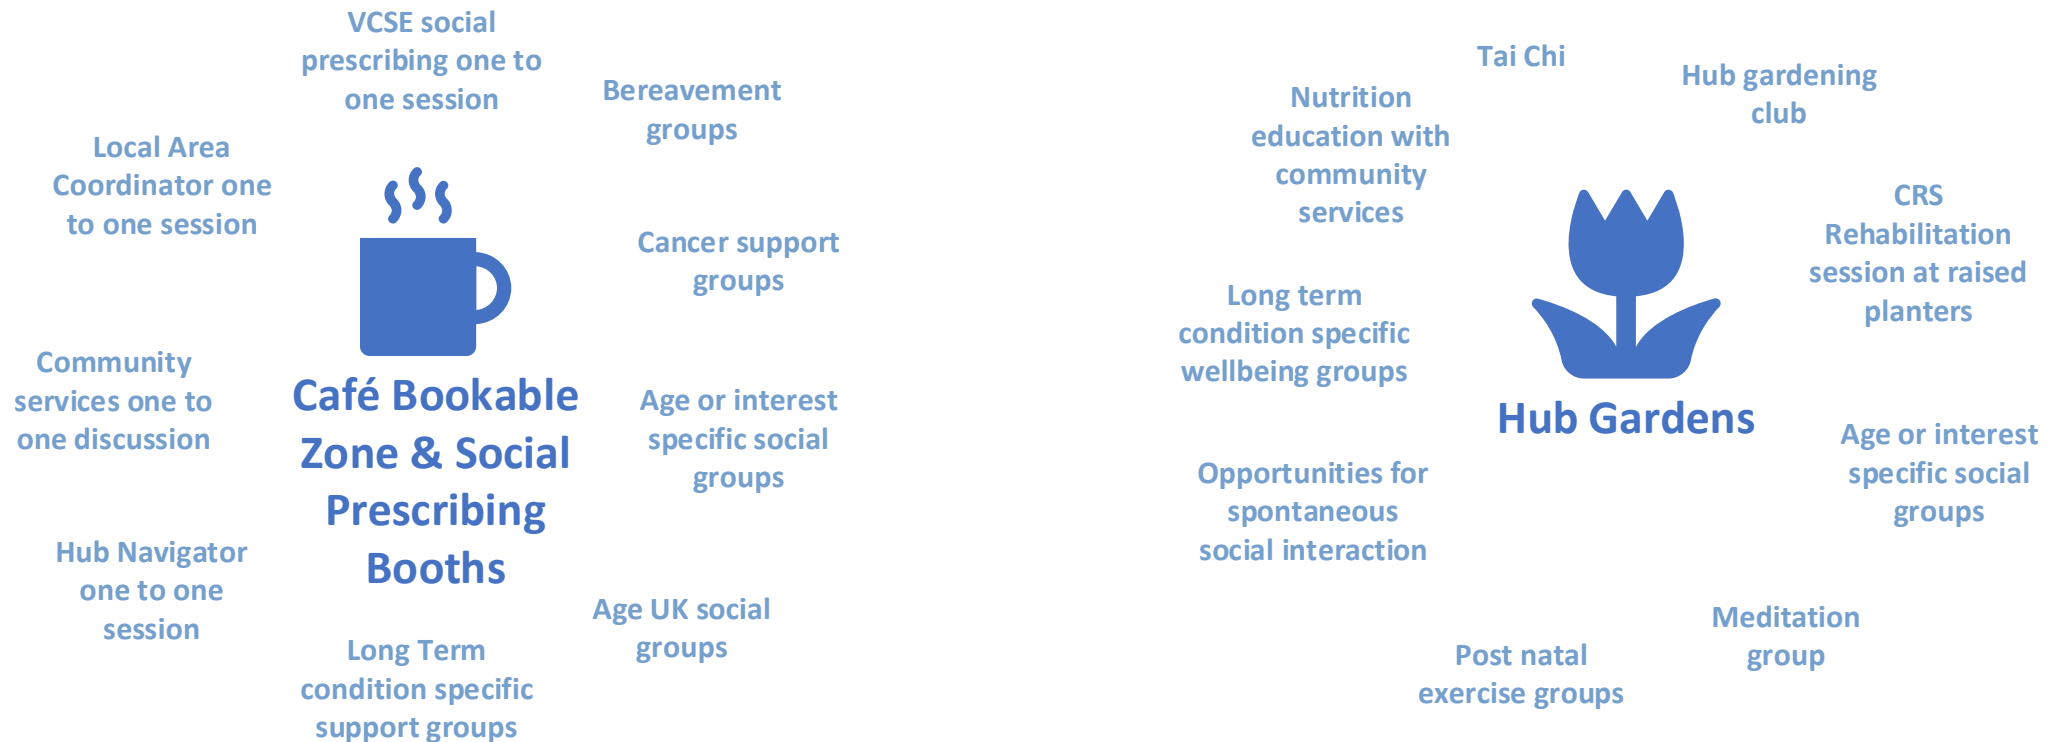 VCSE social
prescribing one to
one session
Bereavement
groups
Local Area
Coordinator one
to one session
Cancer support
groups
Community
services one to
one discussion
Café Bookable
Zone & Social
Prescribing
Booths
Age or interest
specific social
groups
Hub Navigator
one to one
session
Age UK social
groups
Long Term
condition specific
support groups
Tai Chi
Hub gardening
club
Nutrition
education with
community
services
CRS
Rehabilitation
session at raised
planters
Long term
condition specific
wellbeing groups
Hub Gardens
Age or interest
specific social
groups
Opportunities for
spontaneous
social interaction
Meditation
group
Post natal
exercise groups